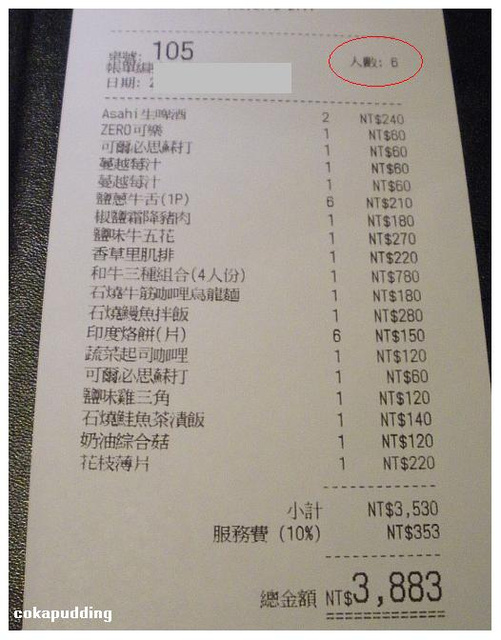 桌號: 105
人數: 6
帳單編
日期:
Asahi生啤酒 2 NT$240
ZERO可樂 1 NT$60
可爾必思蘇打 1 NT$60
蔓越莓汁 1 NT$60
蔓越莓汁 1 NT$60
鹽蔥牛舌(1P) 6 NT$210
椒鹽霜降豬肉 1 NT$180
鹽味牛五花 1 NT$270
香草里肌排 1 NT$220
和牛三種組合(4人份) 1 NT$780
石燒牛筋咖哩烏龍麵 1 NT$180
石燒鰻魚拌飯 1 NT$280
印度烙餅(片) 6 NT$150
蔬菜起司咖哩 1 NT$120
可爾必思蘇打 1 NT$60
鹽味雞三角 1 NT$120
石燒鮭魚茶漬飯 1 NT$140
奶油綜合菇 1 NT$120
花枝薄片 1 NT$220
小計 NT$3,530
服務費 (10%) NT$353
總金額 NT$3,883
cokapudding